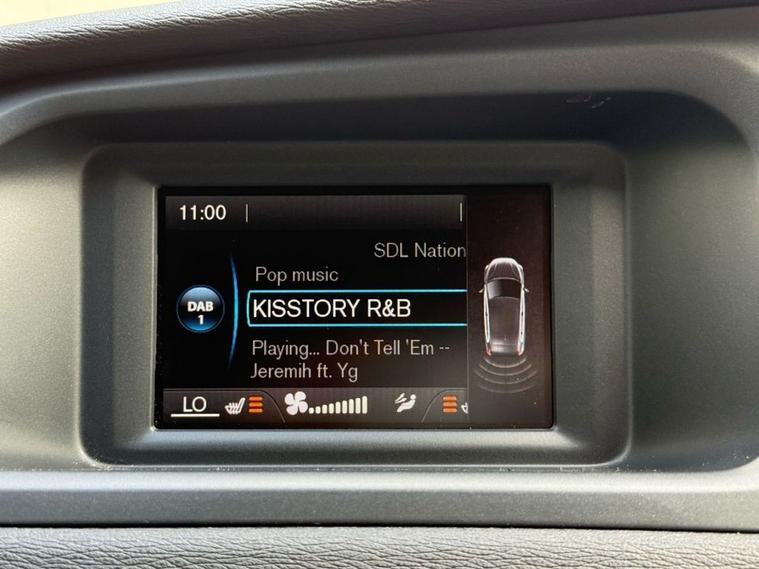 11:00
SDL Nation
Pop music
DAB
1
KISSTORY R&B
Playing... Don't Tell 'Em --
Jeremih ft. Yg
LO